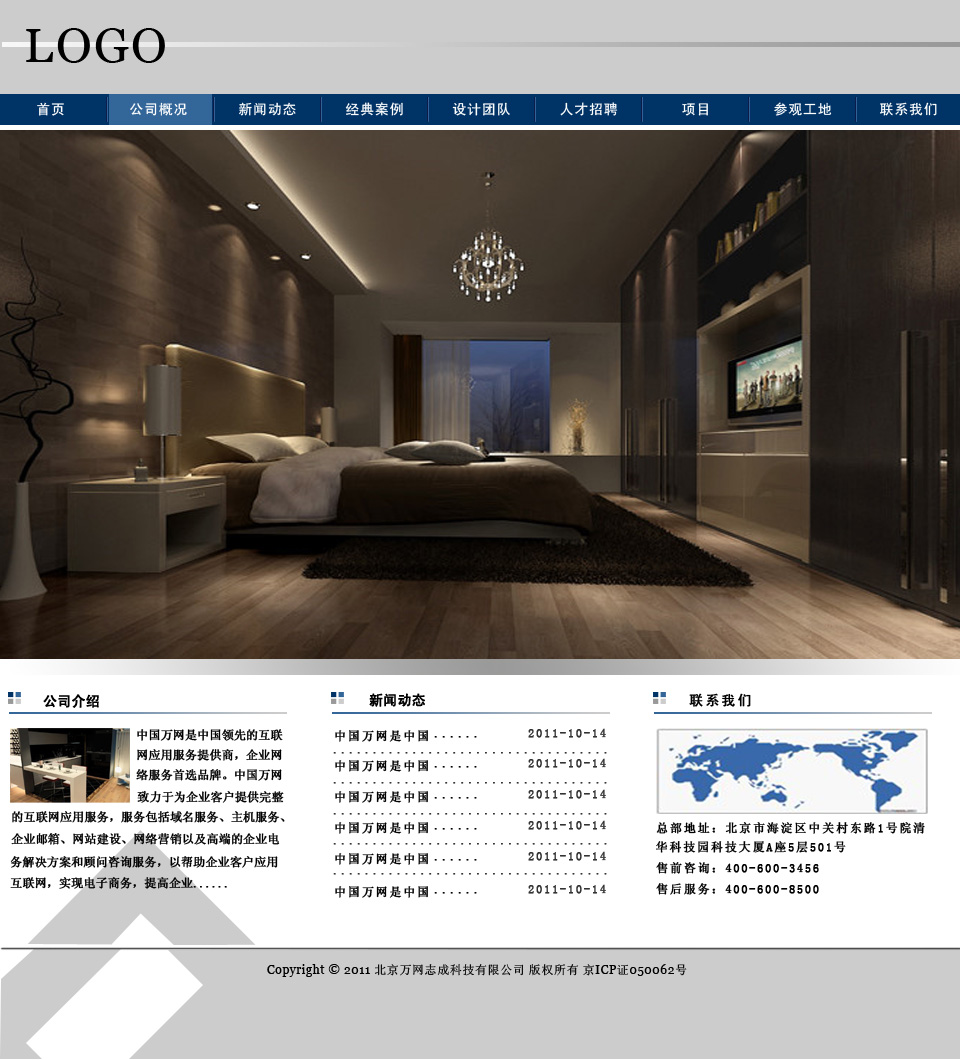 LOGO
首页 公司概况 新闻动态 经典案例 设计团队 人才招聘 项目 参观工地 联系我们
公司介绍
中国万网是中国领先的互联
网应用服务提供商，企业网
络服务首选品牌。中国万网
致力于为企业客户提供完整
的互联网应用服务，服务包括域名服务、主机服务、
企业邮箱、网站建设、网络营销以及高端的企业电
务解决方案和顾问咨询服务，以帮助企业客户应用
互联网，实现电子商务，提高企业......
新闻动态
中国万网是中国...... 2011-10-14
中国万网是中国...... 2011-10-14
中国万网是中国...... 2011-10-14
中国万网是中国...... 2011-10-14
中国万网是中国...... 2011-10-14
中国万网是中国...... 2011-10-14
联系我们
总部地址：北京市海淀区中关村东路1号院清
华科技园科技大厦A座5层501号
售前咨询：400-600-3456
售后服务：400-600-8500
Copyright © 2011 北京万网志成科技有限公司 版权所有 京ICP证050062号